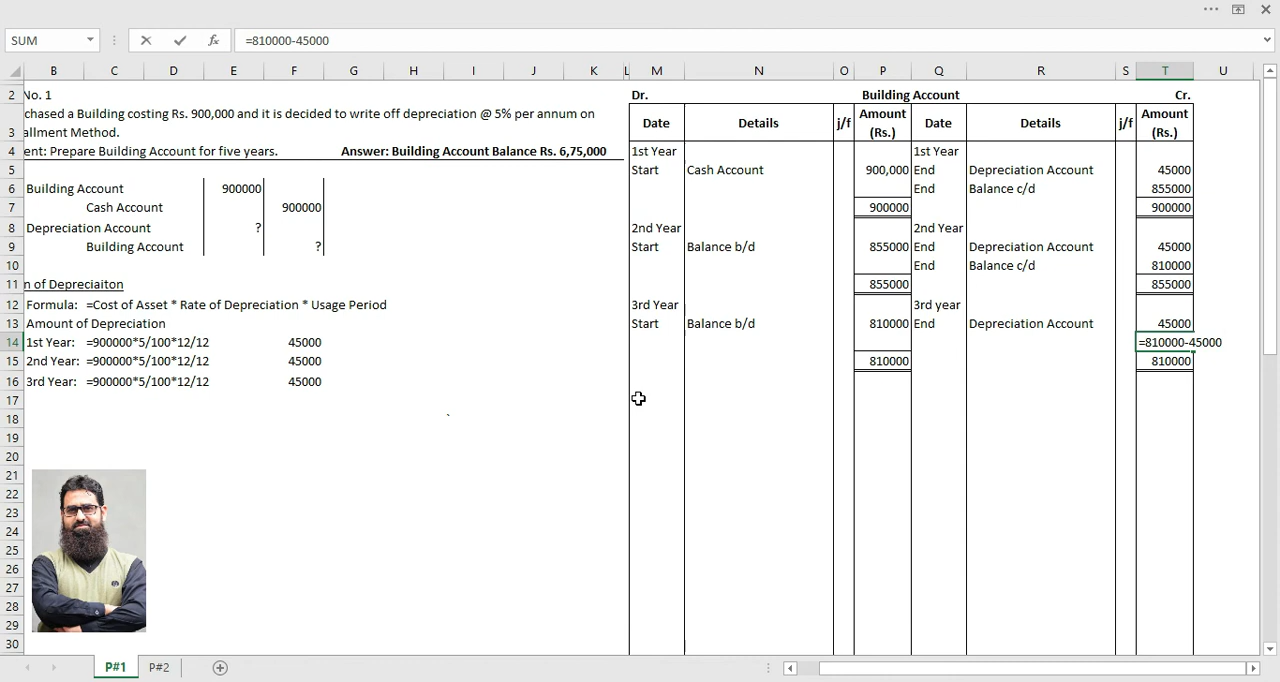 SUM =810000-45000
B C D E F G H I J K L M N O P Q R S T U
2 No. 1 Dr. Building Account Cr.
3 chased a Building costing Rs. 900,000 and it is decided to write off depreciation @ 5% per annum on
allment Method.
Date Details j/f Amount (Rs.) Date Details j/f Amount (Rs.)
4 ent: Prepare Building Account for five years. Answer: Building Account Balance Rs. 6,75,000 1st Year 1st Year
5 Start Cash Account 900,000 End Depreciation Account 45000
6 Building Account 900000 End Balance c/d 855000
7 Cash Account 900000 900000 900000
8 Depreciation Account ? 2nd Year 2nd Year
9 Building Account ? Start Balance b/d 855000 End Depreciation Account 45000
10 End Balance c/d 810000
11 n of Depreciaiton 855000 855000
12 Formula: =Cost of Asset * Rate of Depreciation * Usage Period 3rd Year 3rd year
13 Amount of Depreciation Start Balance b/d 810000 End Depreciation Account 45000
14 1st Year: =900000*5/100*12/12 45000 =810000-45000
15 2nd Year: =900000*5/100*12/12 45000 810000 810000
16 3rd Year: =900000*5/100*12/12 45000
17
18
19
20
21
22
23
24
25
26
27
28
29
30
P#1 P#2